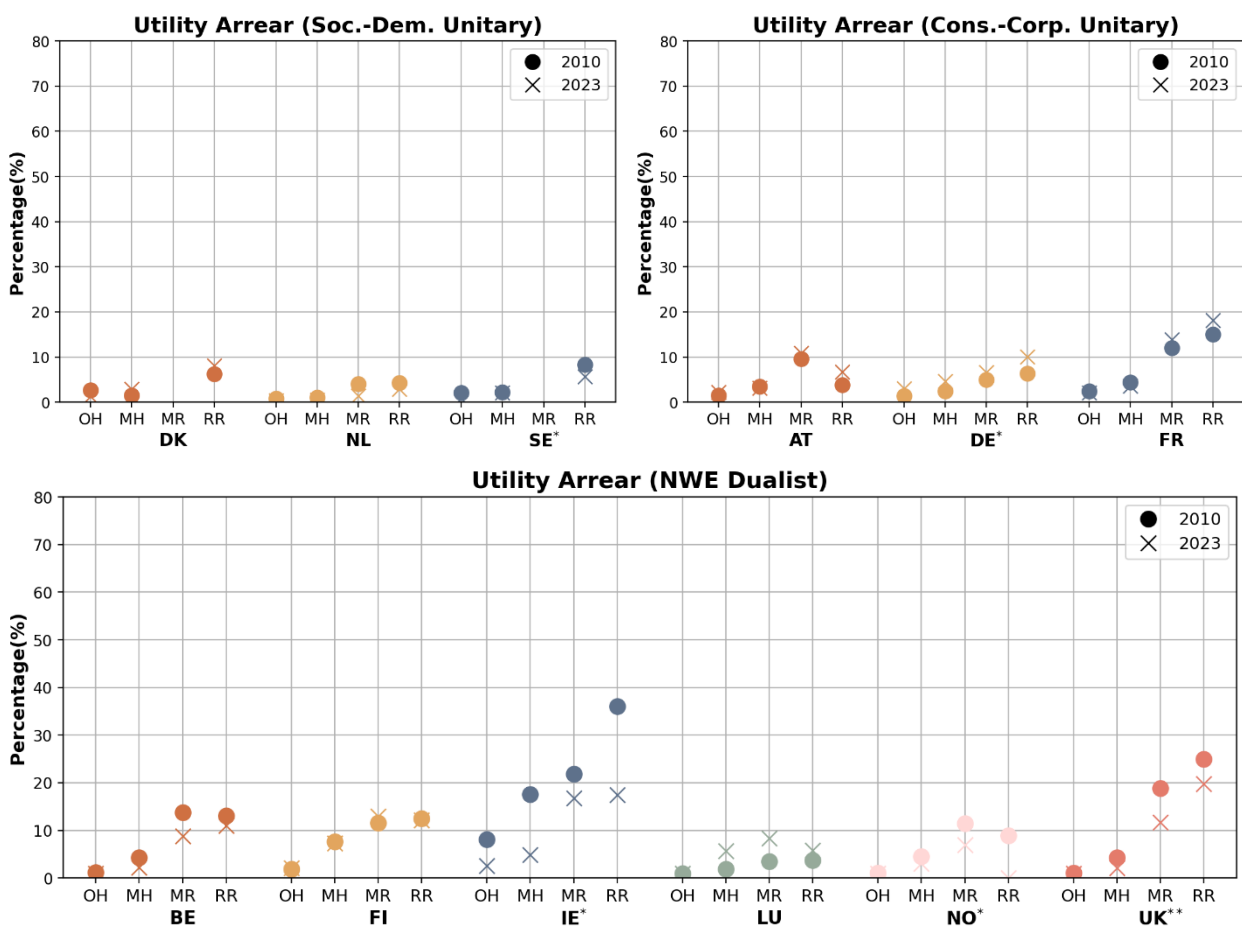 Utility Arrear (Soc.-Dem. Unitary)
80
70
60
50
40
30
20
10
0
Percentage(%)
2010
2023
OH MH MR RR OH MH MR RR OH MH MR RR
DK NL SE*
Utility Arrear (Cons.-Corp. Unitary)
80
70
60
50
40
30
20
10
0
Percentage(%)
2010
2023
OH MH MR RR OH MH MR RR OH MH MR RR
AT DE* FR
Utility Arrear (NWE Dualist)
80
70
60
50
40
30
20
10
0
Percentage(%)
2010
2023
OH MH MR RR OH MH MR RR OH MH MR RR OH MH MR RR OH MH MR RR OH MH MR RR
BE FI IE* LU NO* UK**